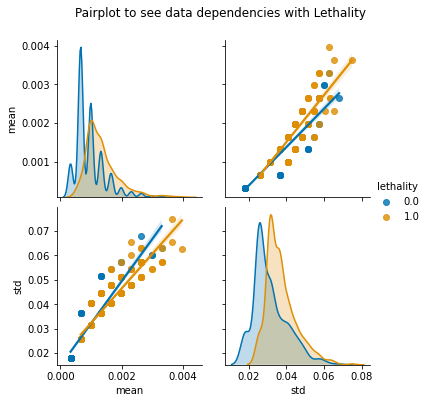 Pairplot to see data dependencies with Lethality
0.004
0.003
0.002
0.001
mean
lethality
0.0
1.0
0.07
0.06
0.05
0.04
0.03
0.02
std
0.000 0.002 0.004
mean
0.02 0.04 0.06 0.08
std